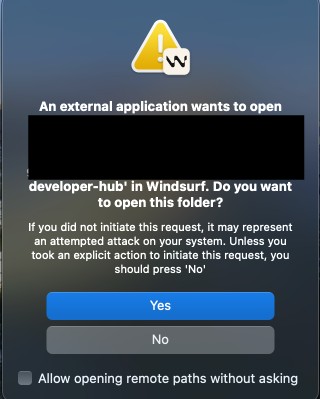 An external application wants to open
developer-hub' in Windsurf. Do you want
to open this folder?
If you did not initiate this request, it may represent
an attempted attack on your system. Unless you
took an explicit action to initiate this request, you
should press 'No'
Yes
No
Allow opening remote paths without asking